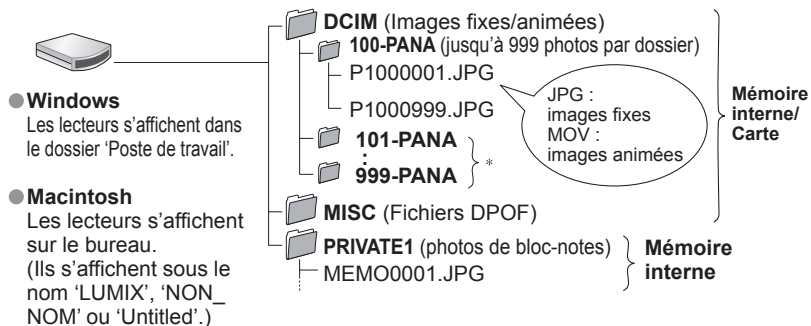 DCIM (Images fixes/animées)
100-PANA (jusqu'à 999 photos par dossier)
P1000001.JPG
P1000999.JPG
JPG :
images fixes
MOV :
images animées
Mémoire
interne/
Carte
101-PANA
:
999-PANA
*
MISC (Fichiers DPOF)
PRIVATE1 (photos de bloc-notes)
MEMO0001.JPG
Mémoire
interne
●Windows
Les lecteurs s'affichent dans
le dossier 'Poste de travail'.
●Macintosh
Les lecteurs s'affichent
sur le bureau.
(Ils s'affichent sous le
nom 'LUMIX', 'NON_
NOM' ou 'Untitled'.)